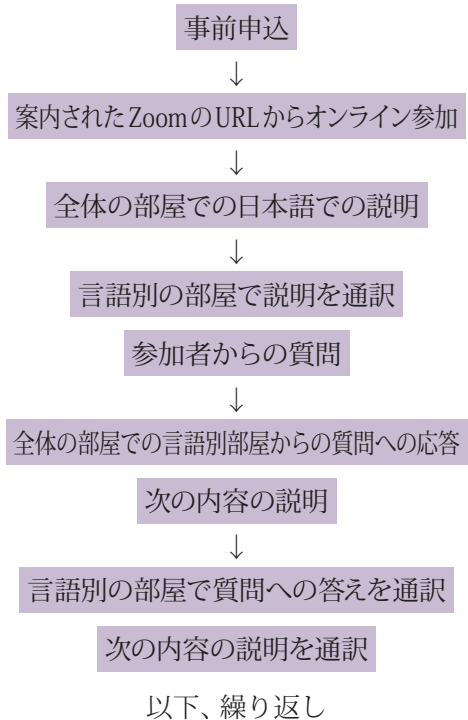 事前申込
↓
案内されたZoomのURLからオンライン参加
↓
全体の部屋での日本語での説明
↓
言語別の部屋で説明を通訳
参加者からの質問
↓
全体の部屋での言語別部屋からの質問への応答
次の内容の説明
↓
言語別の部屋で質問への答えを通訳
次の内容の説明を通訳
以下、繰り返し